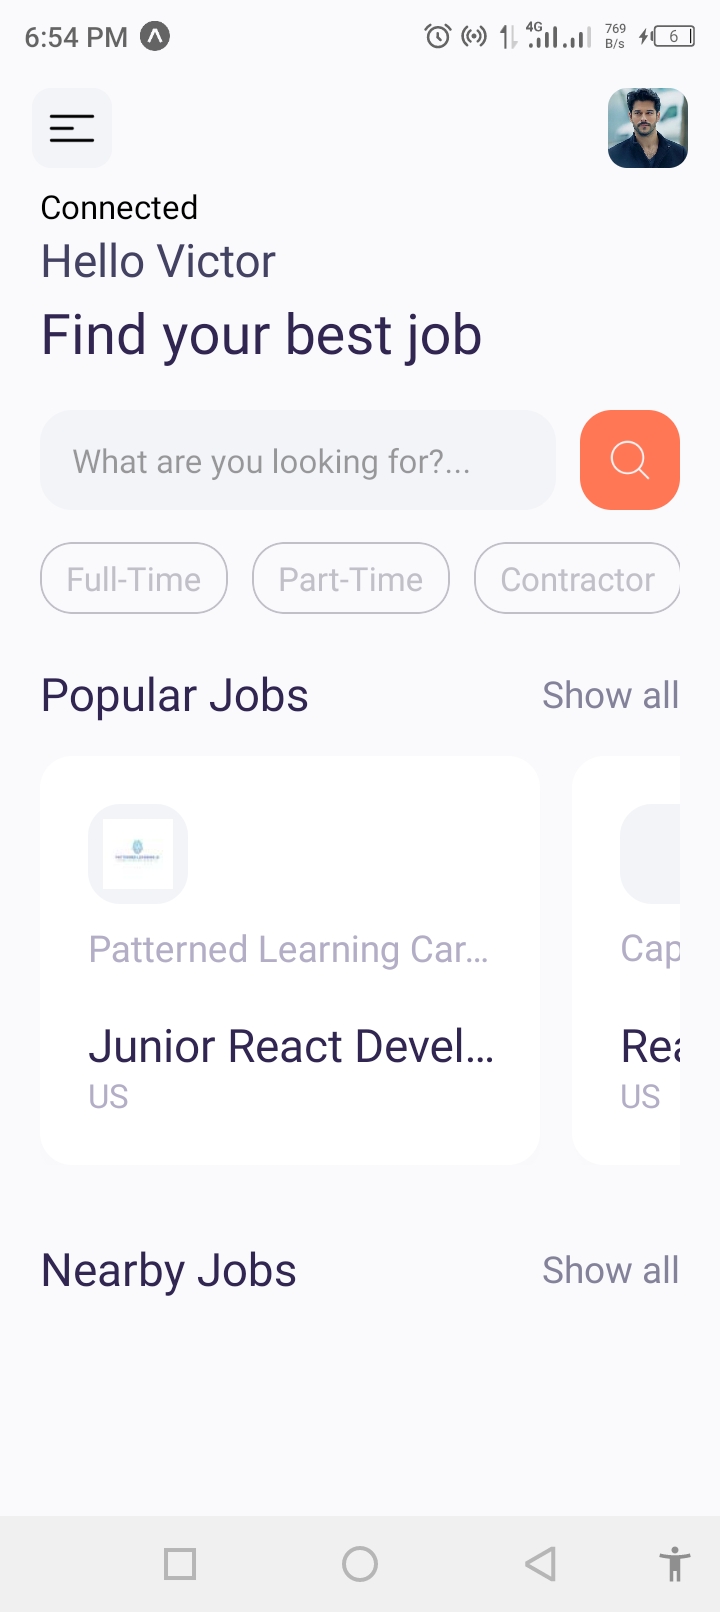 6:54 PM
4G
769
B/s
6
Connected
Hello Victor
Find your best job
What are you looking for?...
Full-Time
Part-Time
Contractor
Popular Jobs
Show all
Patterned Learning Car...
Junior React Devel...
US
Cap
Rea
US
Nearby Jobs
Show all